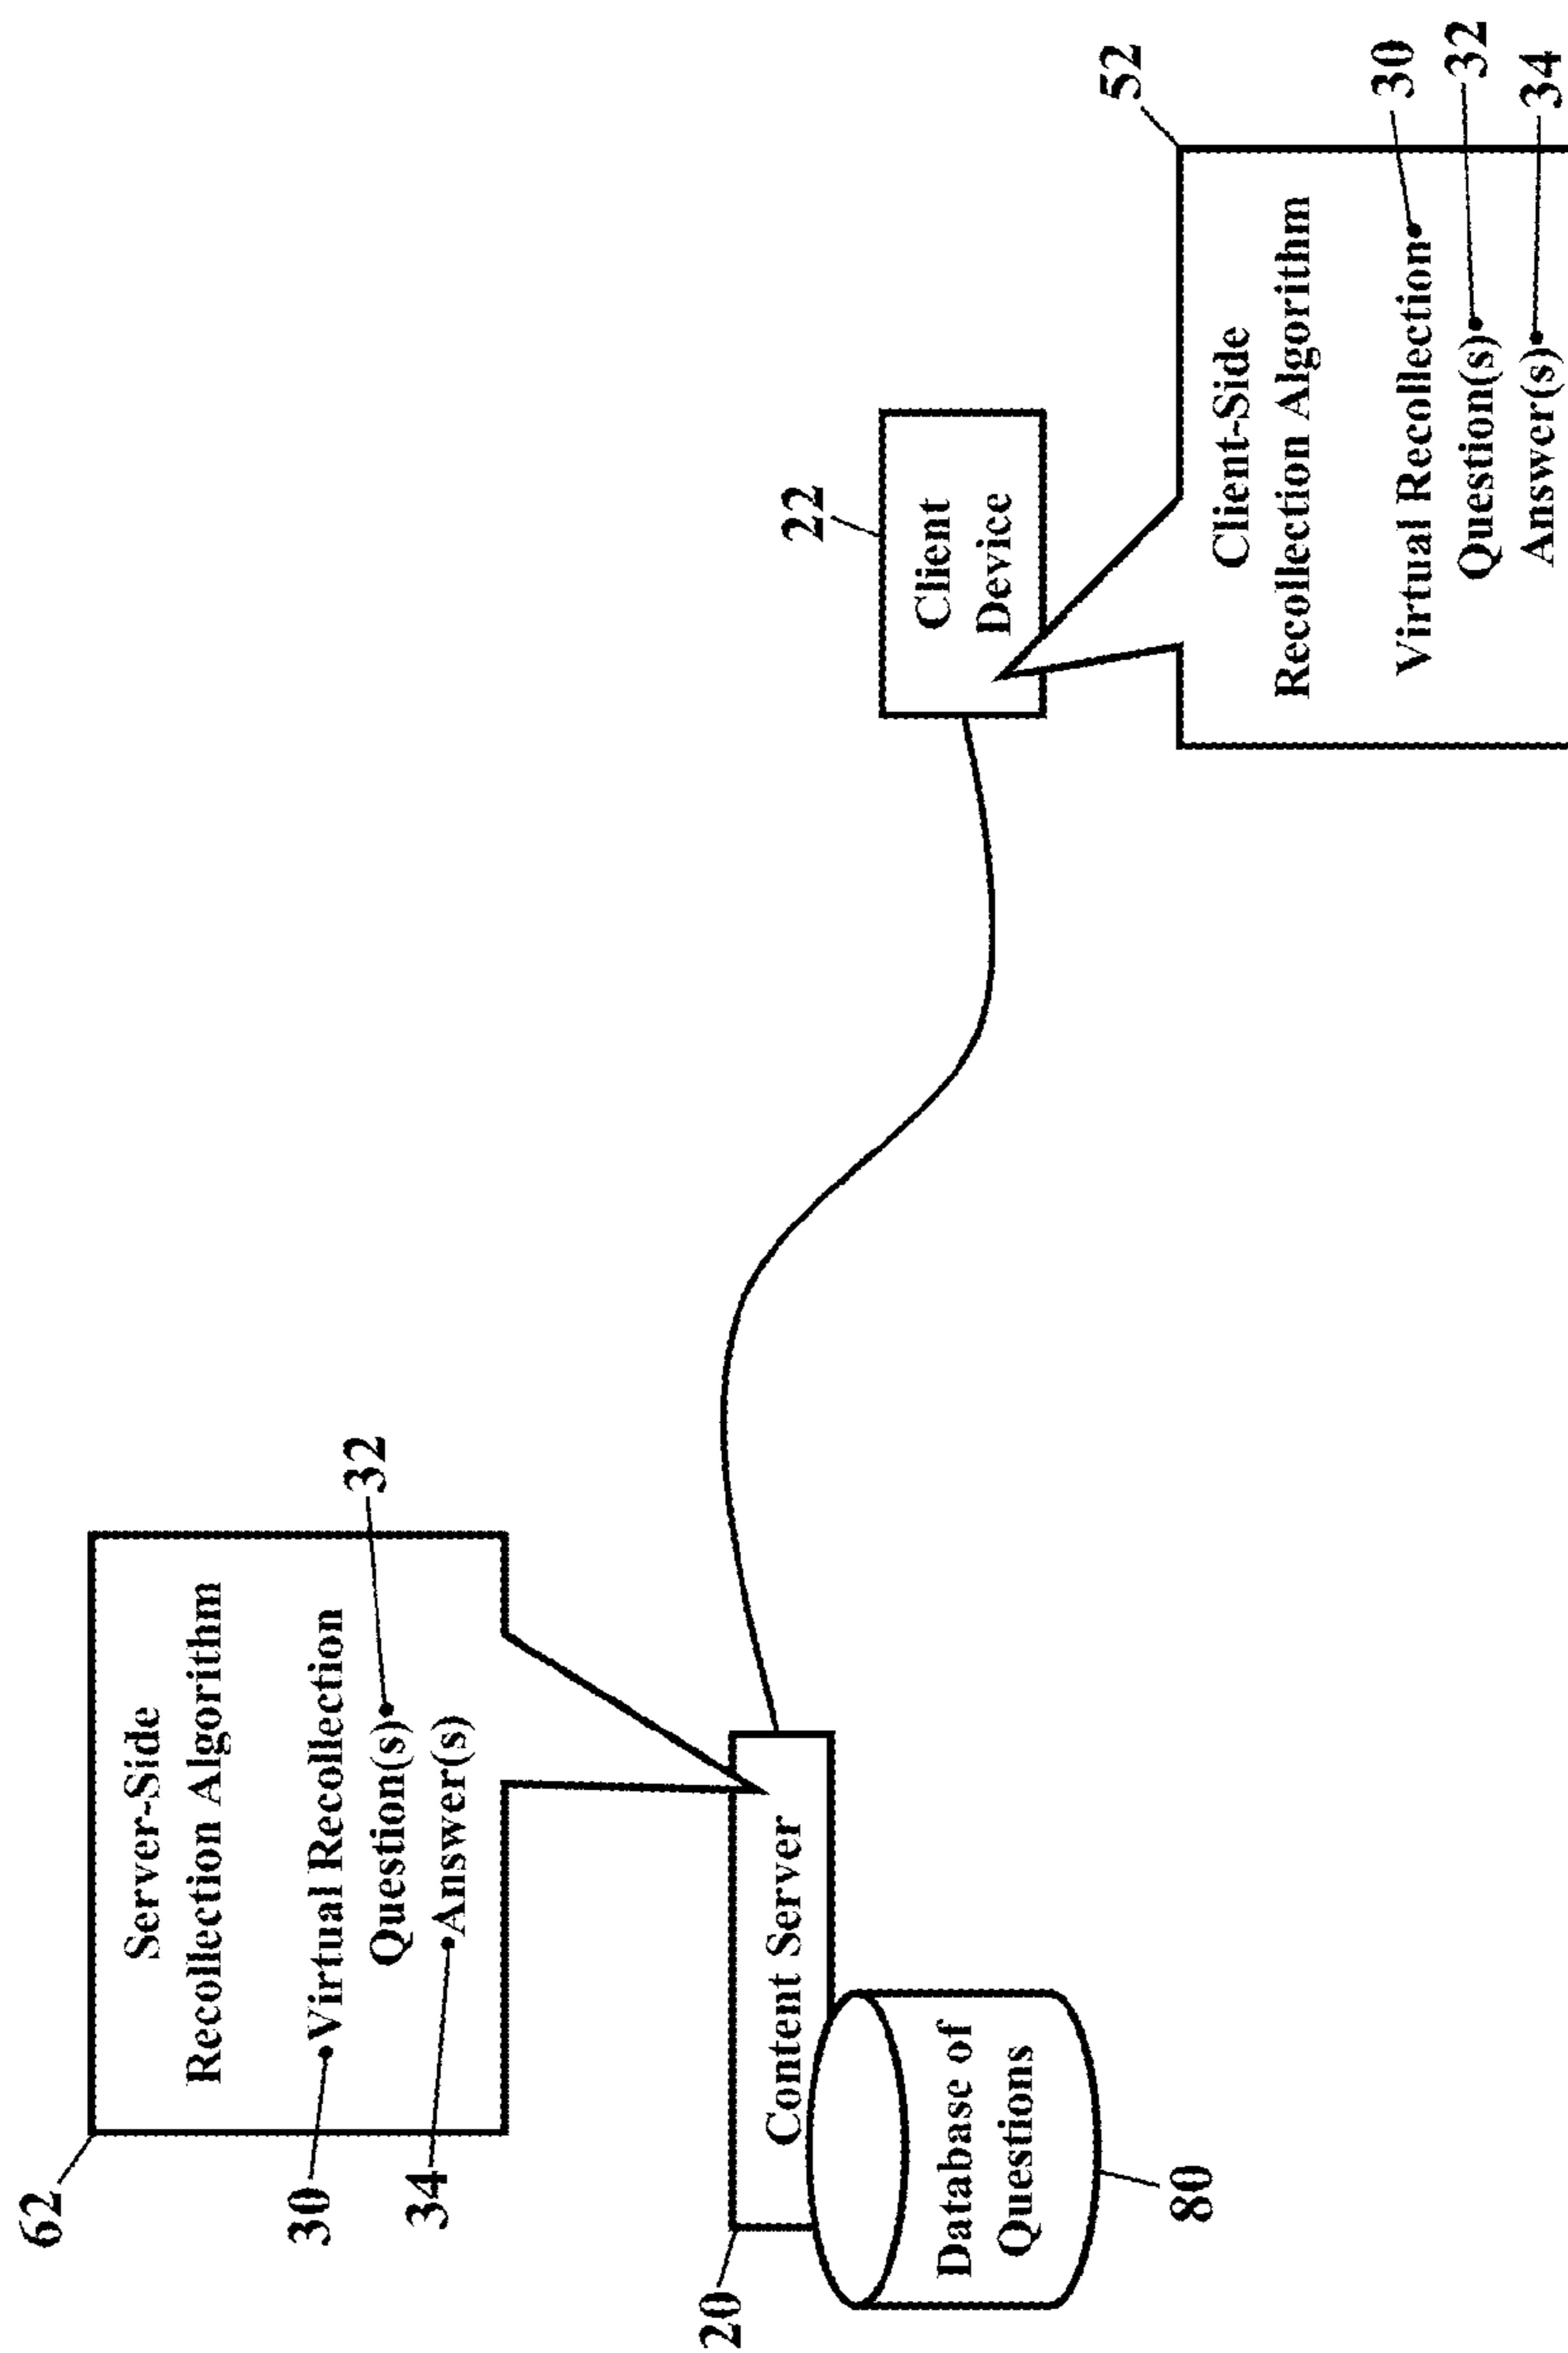 62
Server-Side
Recollection Algorithm
30
Virtual Recollection
32
Question(s)
34
Answer(s)
20
Content Server
Database of
Questions
80
22
Client
Device
52
Client-Side
Recollection Algorithm
Virtual Recollection
30
Question(s)
32
Answer(s)
34